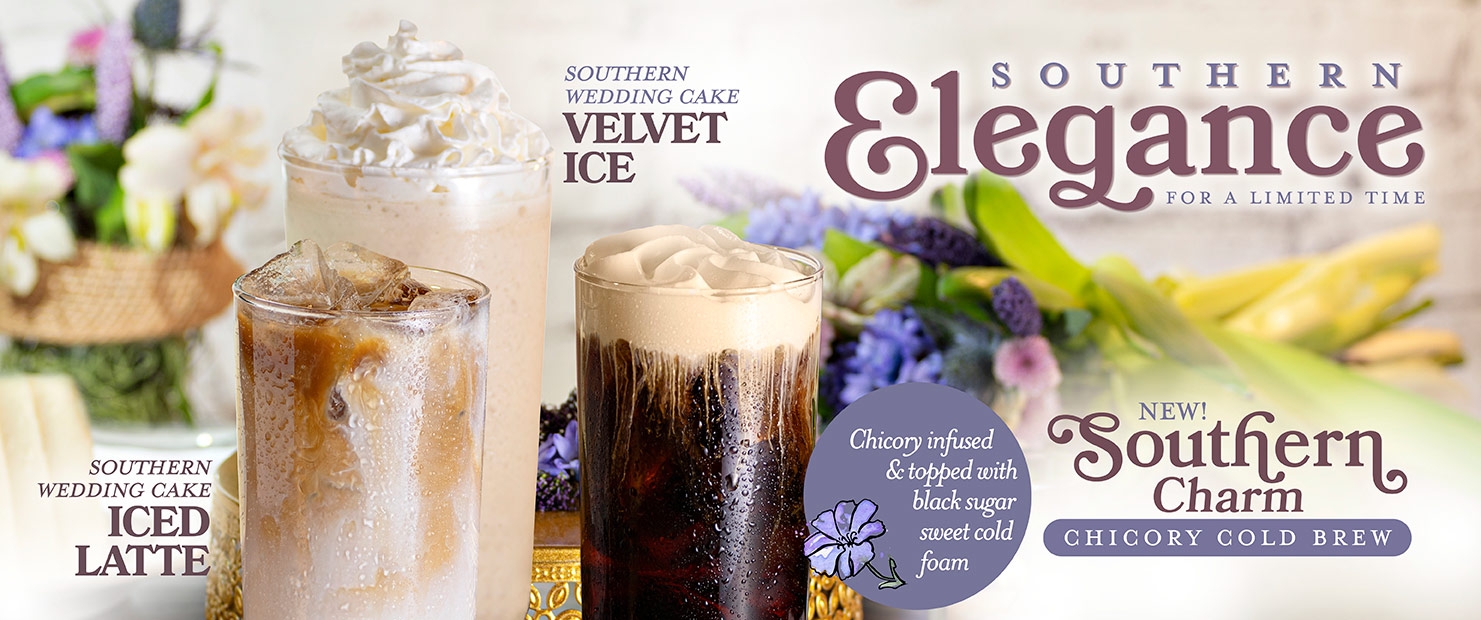 SOUTHERN
WEDDING CAKE
VELVET
ICE
SOUTHERN
Elegance
FOR A LIMITED TIME
SOUTHERN
WEDDING CAKE
ICED
LATTE
Chicory infused
& topped with
black sugar
sweet cold
foam
NEW!
Southern
Charm
CHICORY COLD BREW